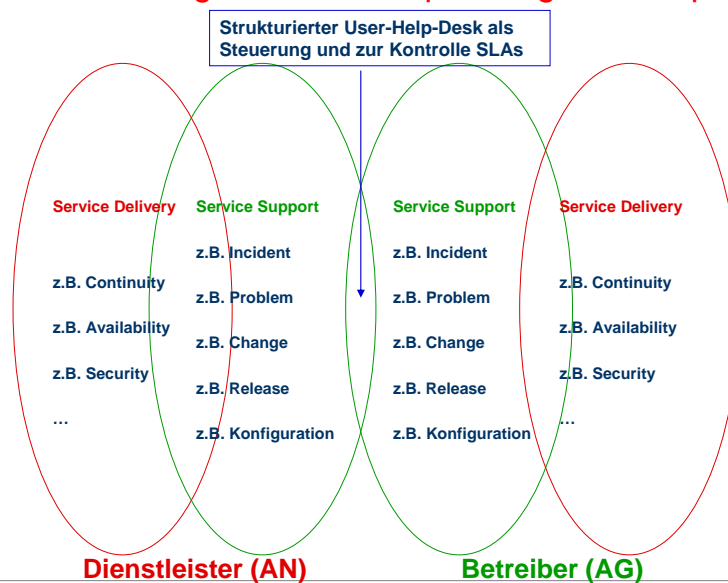 Strukturierter User-Help-Desk als
Steuerung und zur Kontrolle SLAs
Service Delivery
z.B. Continuity
z.B. Availability
z.B. Security
…
Service Support
z.B. Incident
z.B. Problem
z.B. Change
z.B. Release
z.B. Konfiguration
Service Support
z.B. Incident
z.B. Problem
z.B. Change
z.B. Release
z.B. Konfiguration
Service Delivery
z.B. Continuity
z.B. Availability
z.B. Security
…
Dienstleister (AN)
Betreiber (AG)